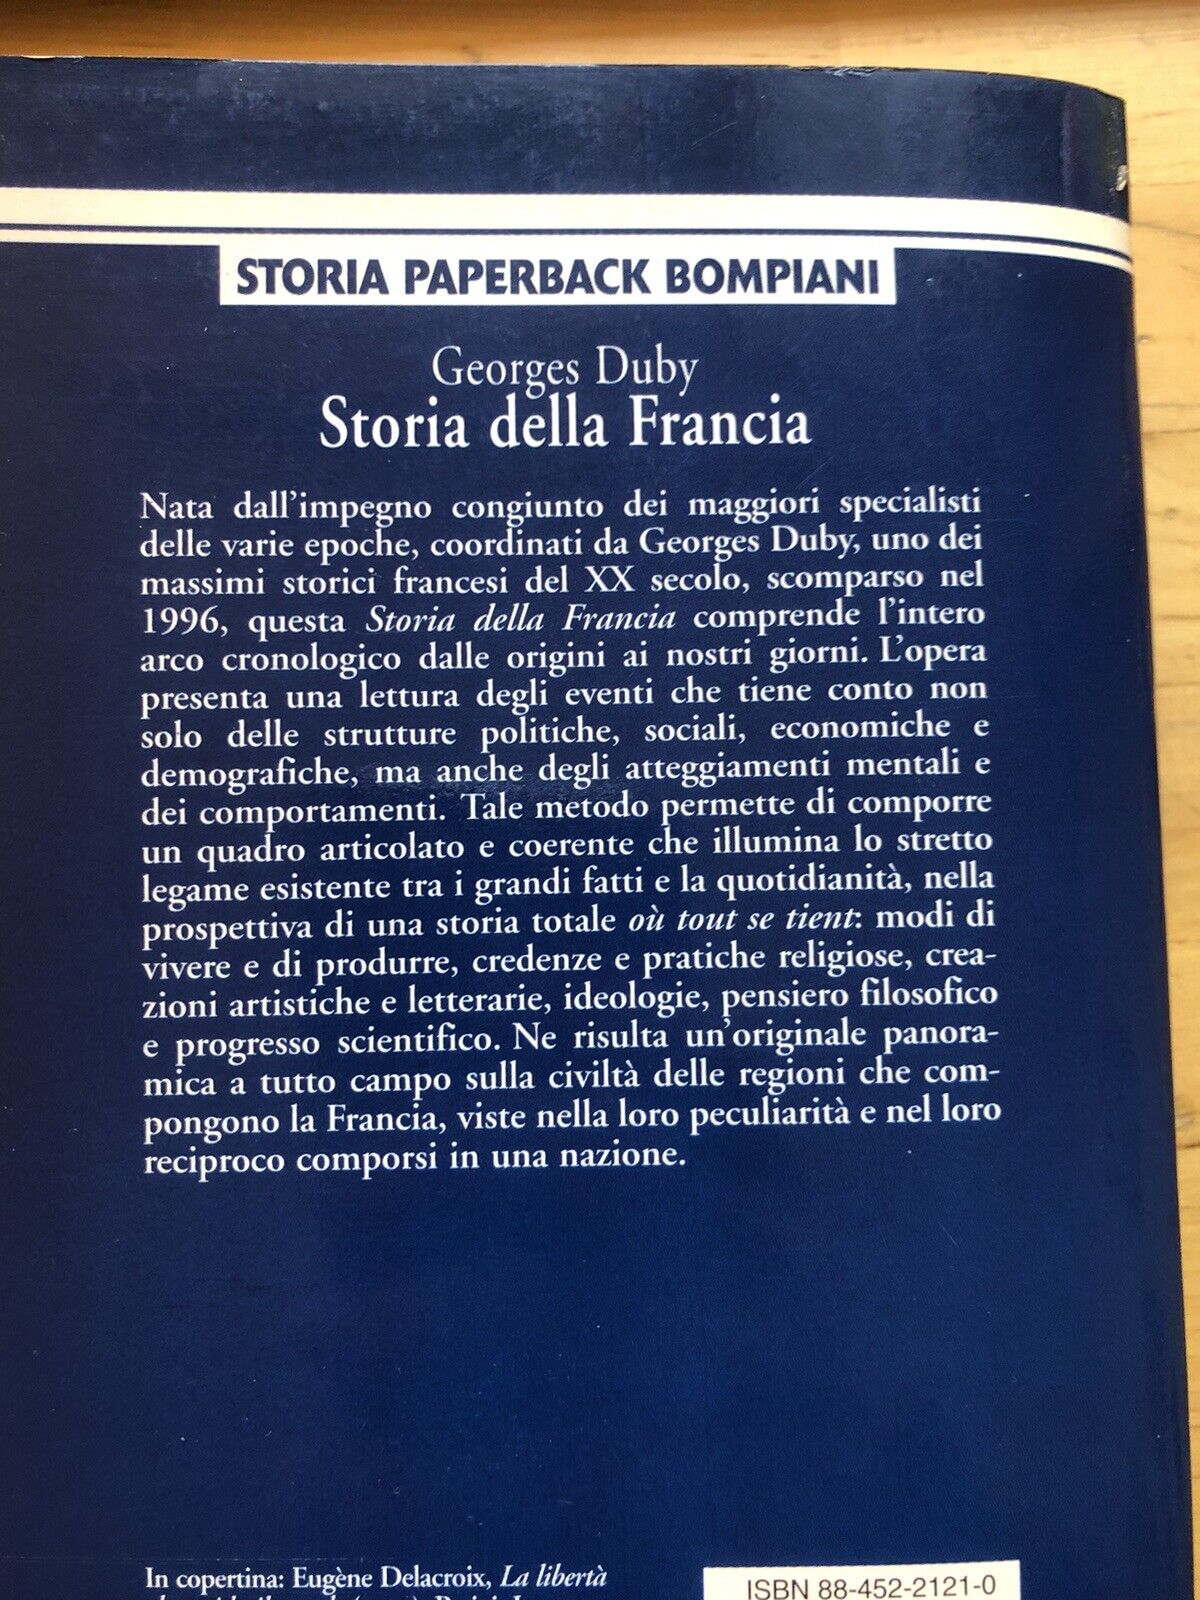 STORIA PAPERBACK BOMPIANI
Georges Duby
Storia della Francia
Nata dall'impegno congiunto dei maggiori specialisti
delle varie epoche, coordinati da Georges Duby, uno dei
massimi storici francesi del XX secolo, scomparso nel
1996, questa Storia della Francia comprende l'intero
arco cronologico dalle origini ai nostri giorni. L'opera
presenta una lettura degli eventi che tiene conto non
solo delle strutture politiche, sociali, economiche e
demografiche, ma anche degli atteggiamenti mentali e
dei comportamenti. Tale metodo permette di comporre
un quadro articolato e coerente che illumina lo stretto
legame esistente tra i grandi fatti e la quotidianità, nella
prospettiva di una storia totale où tout se tient: modi di
vivere e di produrre, credenze e pratiche religiose, crea-
zioni artistiche e letterarie, ideologie, pensiero filosofico
e progresso scientifico. Ne risulta un'originale panora-
mica a tutto campo sulla civiltà delle regioni che com-
pongono la Francia, viste nella loro peculiarità e nel loro
reciproco comporsi in una nazione.
In copertina: Eugène Delacroix, La libertà
ISBN 88-452-2121-0